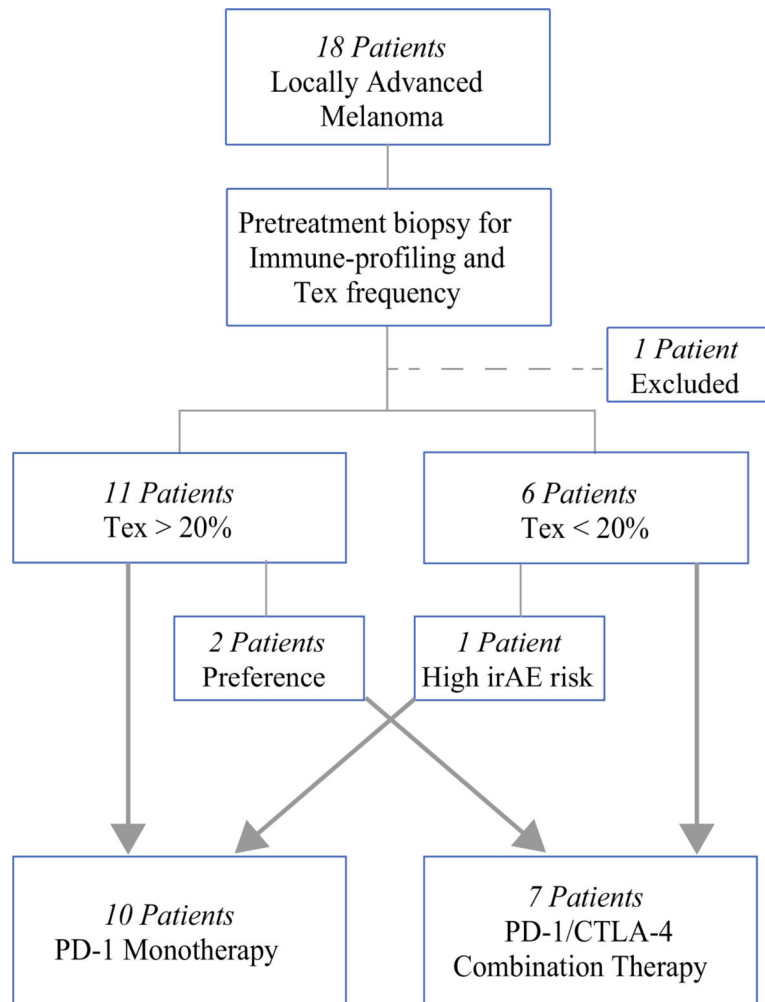 18 Patients
Locally Advanced
Melanoma
Pretreatment biopsy for
Immune-profiling and
Tex frequency
1 Patient
Excluded
11 Patients
Tex > 20%
6 Patients
Tex < 20%
2 Patients
Preference
1 Patient
High irAE risk
10 Patients
PD-1 Monotherapy
7 Patients
PD-1/CTLA-4
Combination Therapy